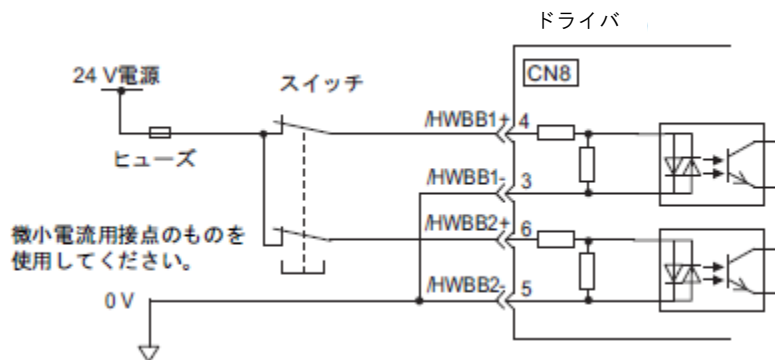 ドライバ
CN8
24 V電源
スイッチ
ヒューズ
/HWBB1+ 4
/HWBB1- 3
/HWBB2+ 6
微小電流用接点のものを
使用してください。
0 V
/HWBB2- 5